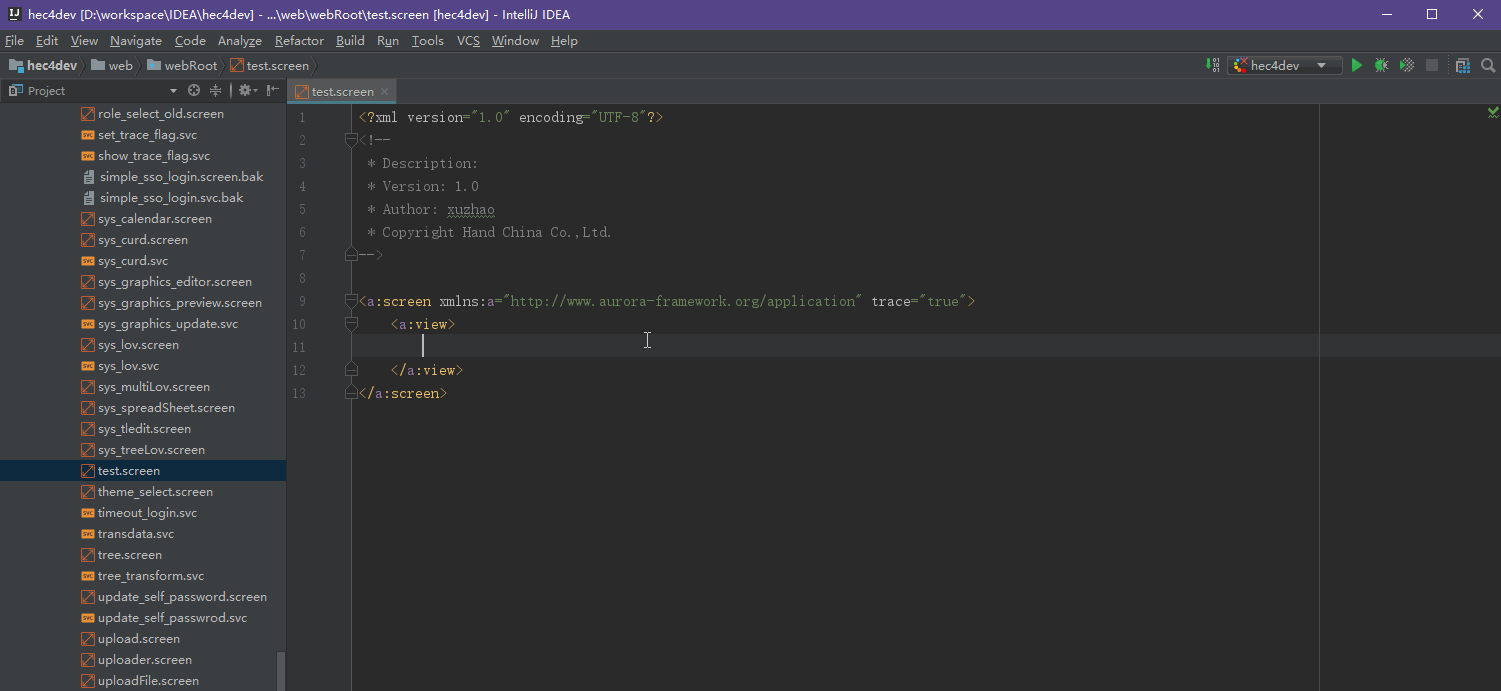 hec4dev [D:\workspace\IDEA\hec4dev] - ...\web\webRoot\test.screen [hec4dev] - IntelliJ IDEA
File Edit View Navigate Code Analyze Refactor Build Run Tools VCS Window Help
hec4dev web webRoot test.screen hec4dev
Project
test.screen
role_select_old.screen
set_trace_flag.svc
show_trace_flag.svc
simple_sso_login.screen.bak
simple_sso_login.svc.bak
sys_calendar.screen
sys_curd.screen
sys_curd.svc
sys_graphics_editor.screen
sys_graphics_preview.screen
sys_graphics_update.svc
sys_lov.screen
sys_lov.svc
sys_multiLov.screen
sys_spreadSheet.screen
sys_tledit.screen
sys_treeLov.screen
test.screen
theme_select.screen
timeout_login.svc
transdata.svc
tree.screen
tree_transform.svc
update_self_password.screen
update_self_passwrod.svc
upload.screen
uploader.screen
uploadFile.screen
1 <?xml version="1.0" encoding="UTF-8"?>
2 <!--
3 * Description:
4 * Version: 1.0
5 * Author: xuzhao
6 * Copyright Hand China Co.,Ltd.
7 -->
8
9 <a:screen xmlns:a="http://www.aurora-framework.org/application" trace="true">
10 <a:view>
11
12 </a:view>
13 </a:screen>